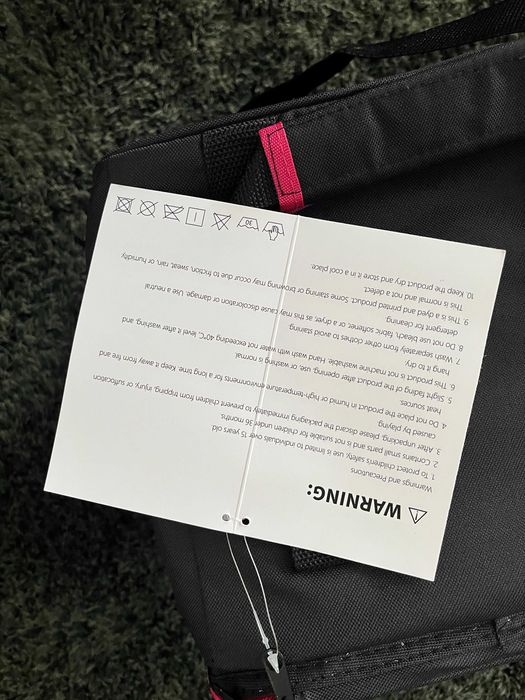 WARNING:
Warnings and Precautions
1. To protect children's safety, use is limited to individuals over 15 years old
2. Contains small parts and is not suitable for children under 36 months
3. After unpacking, please discard the packaging immediately to prevent children from tripping, injury, or suffocation
caused by playing
4. Do not place the product in humid or high-temperature environments for a long time. Keep it away from fire and
heat sources.
5. Slight fading of the product after opening, use, or washing is normal
6. This product is not machine washable. Hand wash with water not exceeding 40°C, level it after washing, and
hang it to dry
7. Wash separately from other clothes to avoid staining
8. Do not use bleach, fabric softener, or a dryer, as this may cause discoloration or damage. Use a neutral
detergent for cleaning
9. This is a dyed and printed product. Some staining or browning may occur due to friction, sweat, rain, or humidity.
This is normal and not a defect.
10. Keep the product dry and store it in a cool place.
30